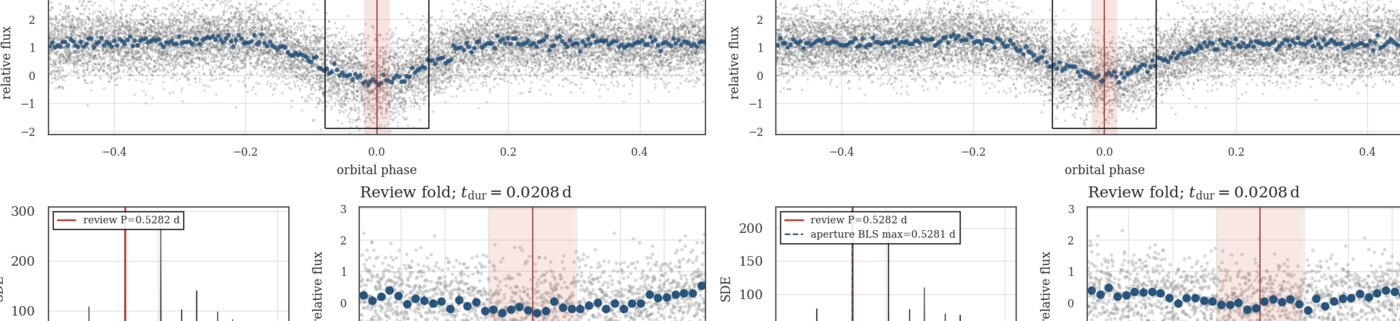 relative flux
2
1
0
−1
−2
−0.4
−0.2
0.0
0.2
0.4
orbital phase
relative flux
2
1
0
−1
−2
−0.4
−0.2
0.0
0.2
0.4
orbital phase
300
200
100
SDE
review P=0.5282 d
Review fold; t_dur = 0.0208 d
3
2
1
0
relative flux
200
150
100
SDE
review P=0.5282 d
aperture BLS max=0.5281 d
Review fold; t_dur = 0.0208 d
3
2
1
0
relative flux